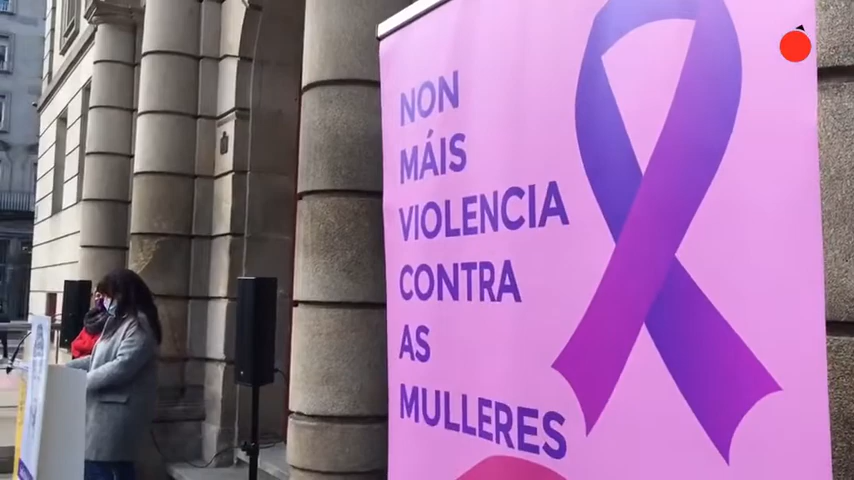 NON
MÁIS
VIOLENCIA
CONTRA
AS
MULLERES